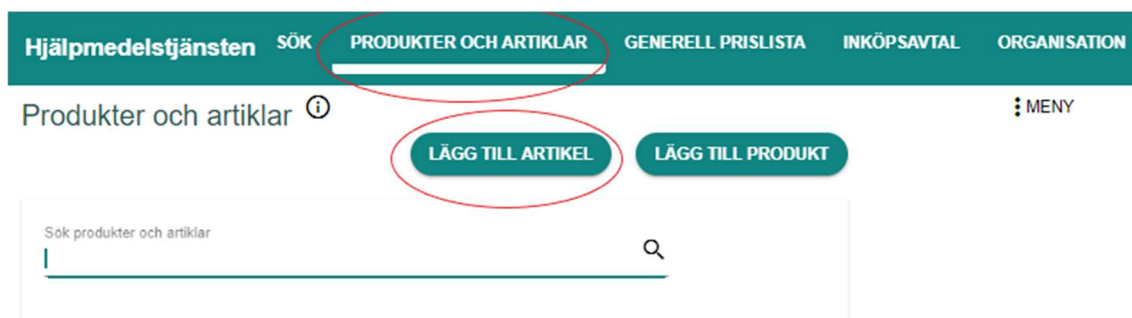 Hjälpmedelstjänsten SÖK PRODUKTER OCH ARTIKLAR GENERELL PRISLISTA INKÖPSAVTAL ORGANISATION
Produkter och artiklar
MENY
LÄGG TILL ARTIKEL LÄGG TILL PRODUKT
Sök produkter och artiklar